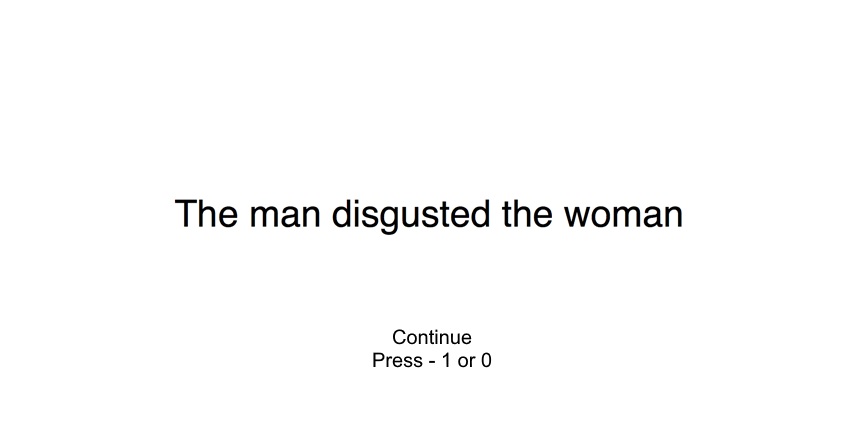 The man disgusted the woman
Continue
Press - 1 or 0